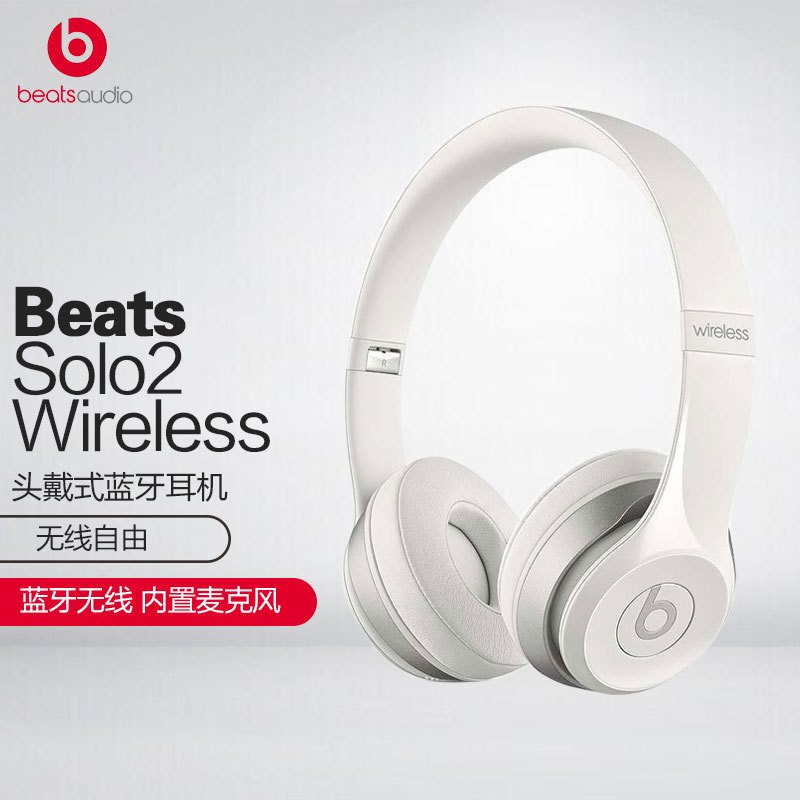 beatsaudio
Beats
Solo2
Wireless
头戴式蓝牙耳机
无线自由
蓝牙无线 内置麦克风
wireless
R